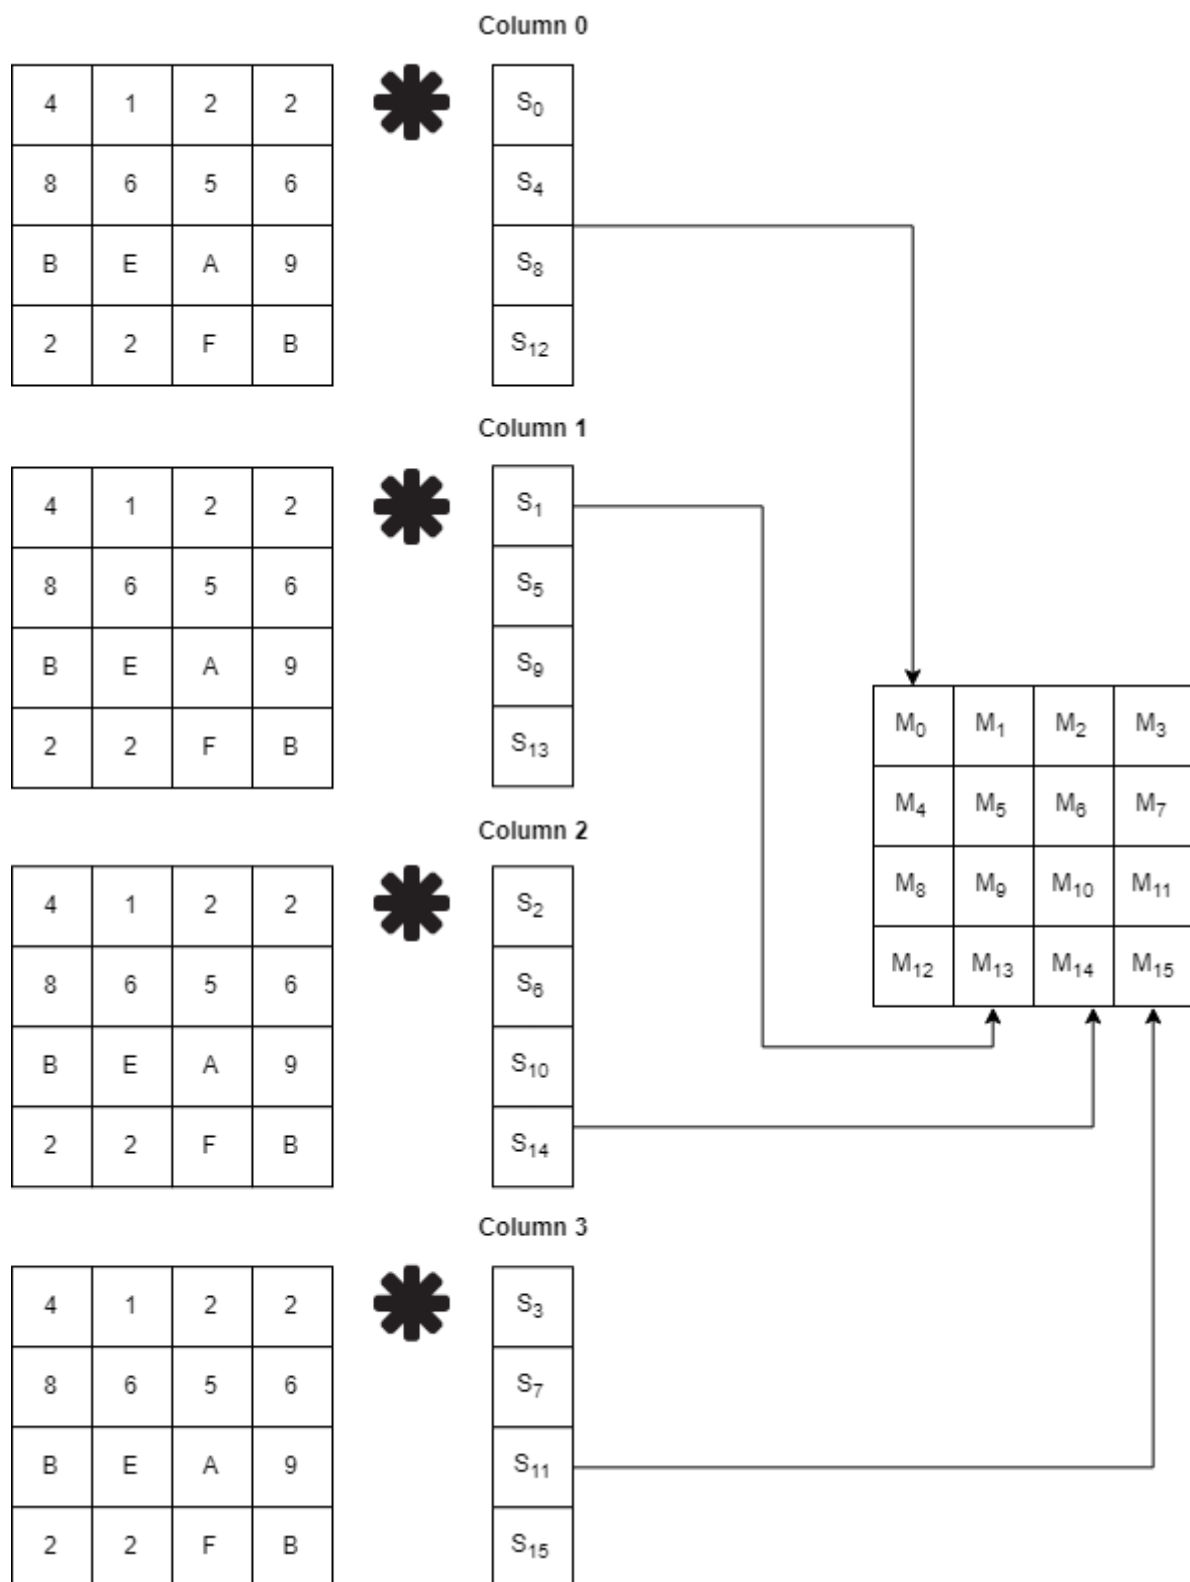 Column 0
4 1 2 2 S₀
8 6 5 6 S₄
B E A 9 S₈
2 2 F B S₁₂
Column 1
4 1 2 2 S₁
8 6 5 6 S₅
B E A 9 S₉
2 2 F B S₁₃
Column 2
4 1 2 2 S₂
8 6 5 6 S₆
B E A 9 S₁₀
2 2 F B S₁₄
Column 3
4 1 2 2 S₃
8 6 5 6 S₇
B E A 9 S₁₁
2 2 F B S₁₅
M₀ M₁ M₂ M₃
M₄ M₅ M₆ M₇
M₈ M₉ M₁₀ M₁₁
M₁₂ M₁₃ M₁₄ M₁₅